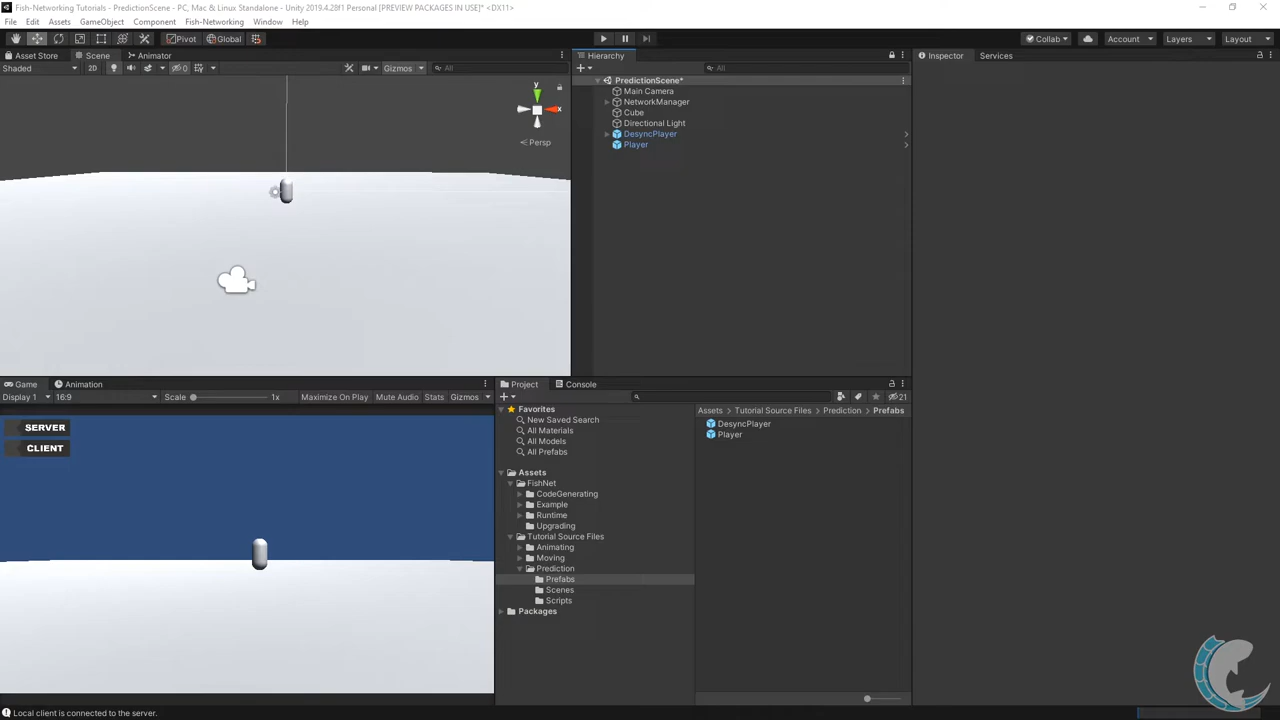 Fish-Networking Tutorials - PredictionScene - PC, Mac & Linux Standalone - Unity 2019.4.28f1 Personal [PREVIEW PACKAGES IN USE]* <DX11>
File Edit Assets GameObject Component Fish-Networking Window Help
Pivot Global Collab Account Layers Layout
Asset Store Scene Animator
Shaded 2D 0 Gizmos All
y
x
Persp
Hierarchy
All
PredictionScene*
Main Camera
NetworkManager
Cube
Directional Light
DesyncPlayer
Player
Inspector Services
Game Animation
Display 1 16:9 Scale 1x Maximize On Play Mute Audio Stats Gizmos
SERVER
CLIENT
Project Console
21
Favorites
New Saved Search
All Materials
All Models
All Prefabs
Assets
FishNet
CodeGenerating
Example
Runtime
Upgrading
Tutorial Source Files
Animating
Moving
Prediction
Prefabs
Scenes
Scripts
Packages
Assets > Tutorial Source Files > Prediction > Prefabs
DesyncPlayer
Player
Local client is connected to the server.